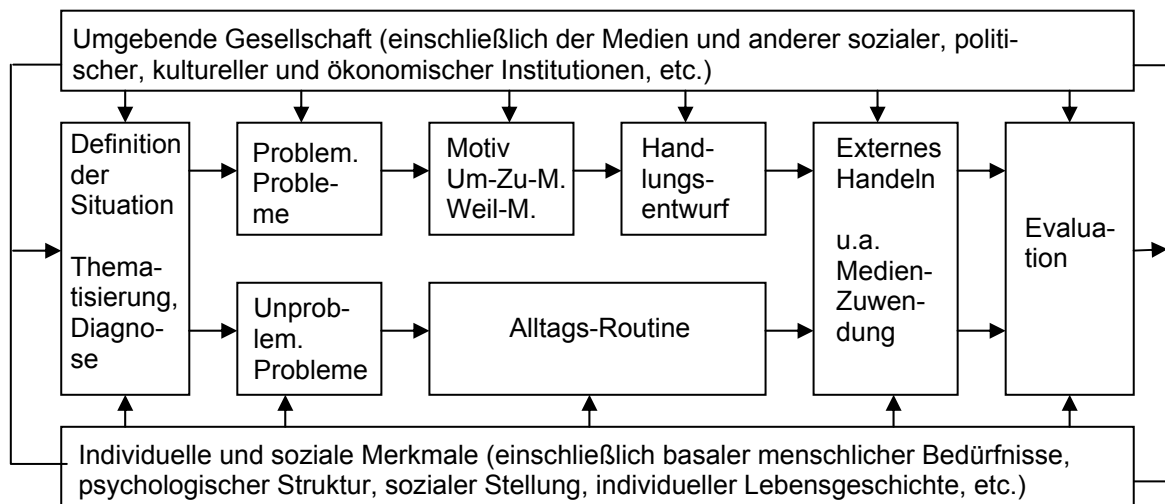 Umgebende Gesellschaft (einschließlich der Medien und anderer sozialer, politi-
scher, kultureller und ökonomischer Institutionen, etc.)
Definition
der
Situation
Thema-
tisierung,
Diagno-
se
Problem.
Proble-
me
Motiv
Um-Zu-M.
Weil-M.
Hand-
lungs-
entwurf
Unprob-
lem.
Probleme
Alltags-Routine
Externes
Handeln
u.a.
Medien-
Zuwen-
dung
Evalua-
tion
Individuelle und soziale Merkmale (einschließlich basaler menschlicher Bedürfnisse,
psychologischer Struktur, sozialer Stellung, individueller Lebensgeschichte, etc.)